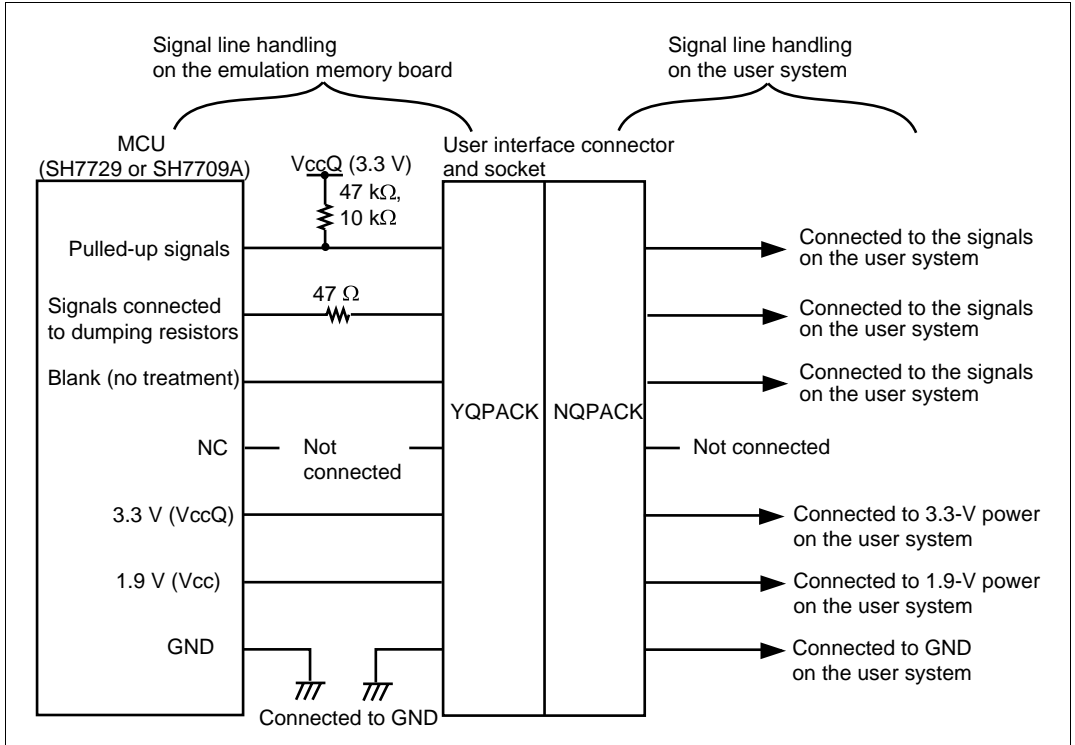 Signal line handling
on the emulation memory board
Signal line handling
on the user system
MCU
(SH7729 or SH7709A)
VccQ (3.3 V)
47 kΩ,
10 kΩ
User interface connector
and socket
Pulled-up signals
Connected to the signals
on the user system
Signals connected
to dumping resistors
47 Ω
Connected to the signals
on the user system
Blank (no treatment)
Connected to the signals
on the user system
YQPACK
NQPACK
NC
Not
connected
Not connected
3.3 V (VccQ)
Connected to 3.3-V power
on the user system
1.9 V (Vcc)
Connected to 1.9-V power
on the user system
GND
Connected to GND
on the user system
Connected to GND